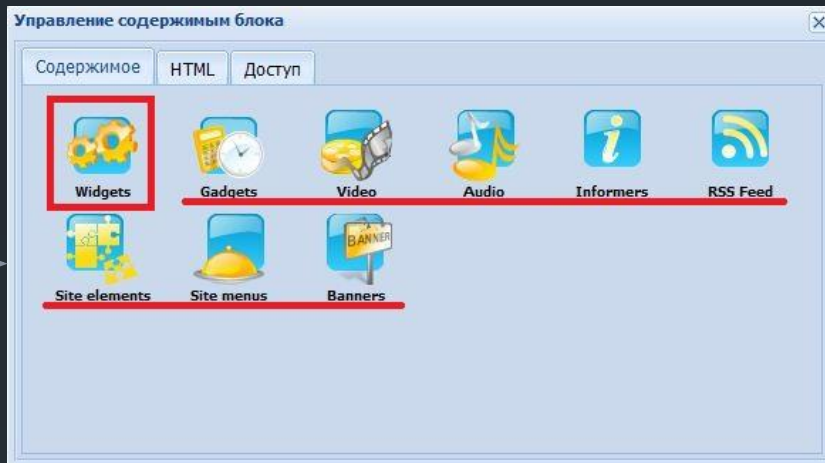 Управление содержимым блока
Содержимое HTML Доступ
Widgets Gadgets Video Audio Informers RSS Feed
BANNER
Site elements Site menus Banners